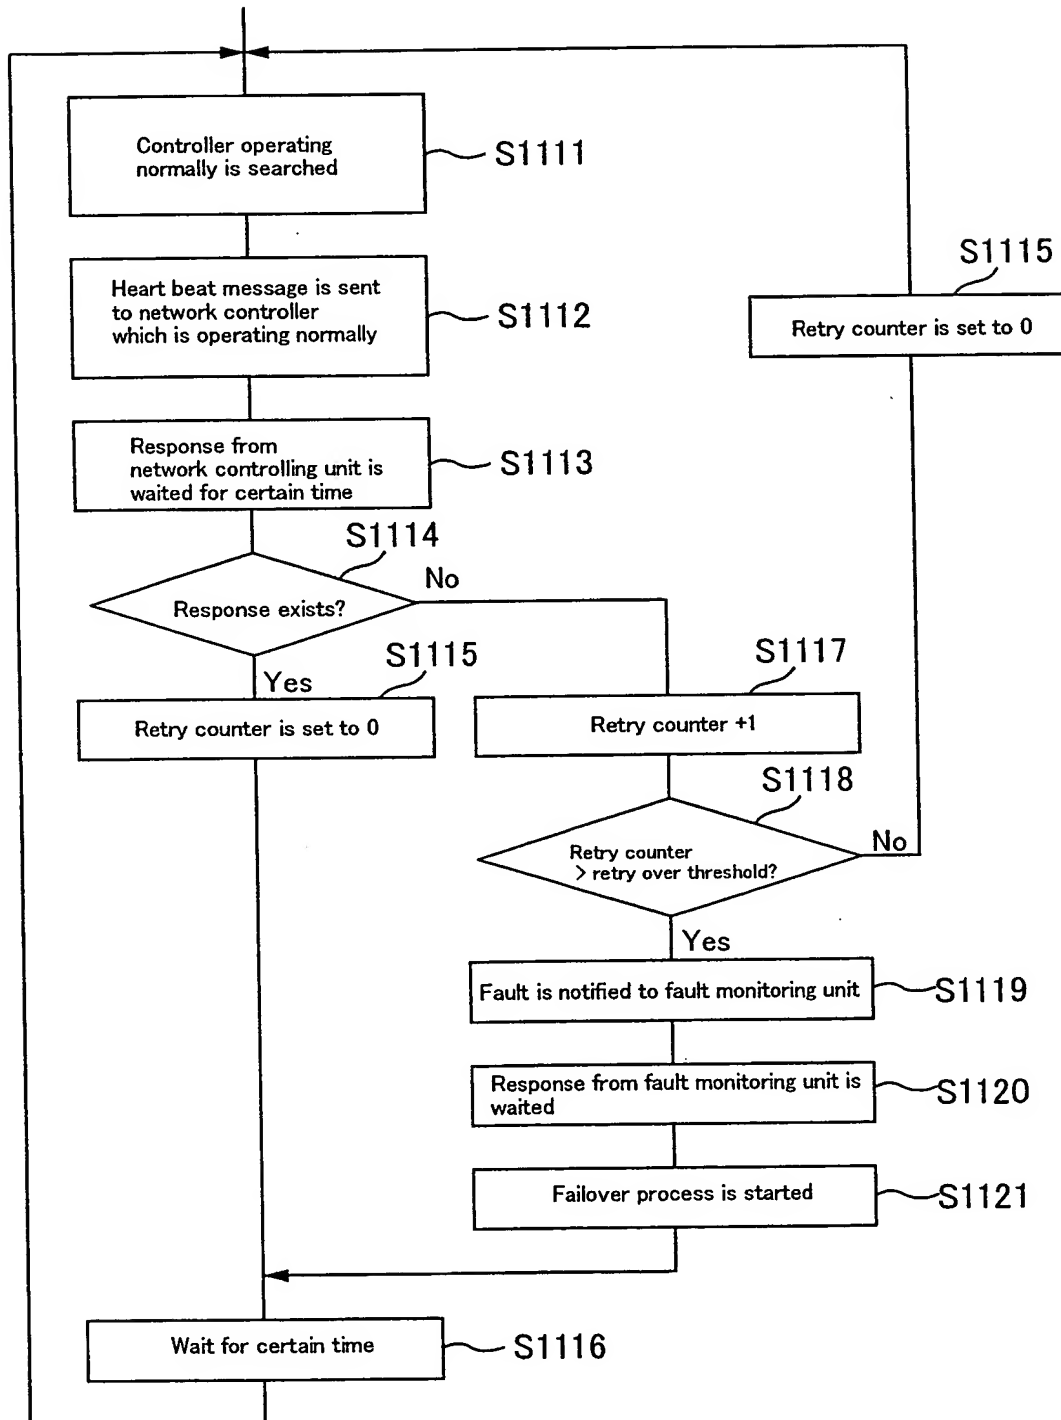 Controller operating
normally is searched
S1111
Heart beat message is sent
to network controller
which is operating normally
S1112
S1115
Retry counter is set to 0
Response from
network controlling unit is
waited for certain time
S1113
S1114
Response exists?
No
Yes
S1115
Retry counter is set to 0
S1117
Retry counter +1
S1118
Retry counter
> retry over threshold?
No
Yes
Fault is notified to fault monitoring unit
S1119
Response from fault monitoring unit is
waited
S1120
Failover process is started
S1121
Wait for certain time
S1116